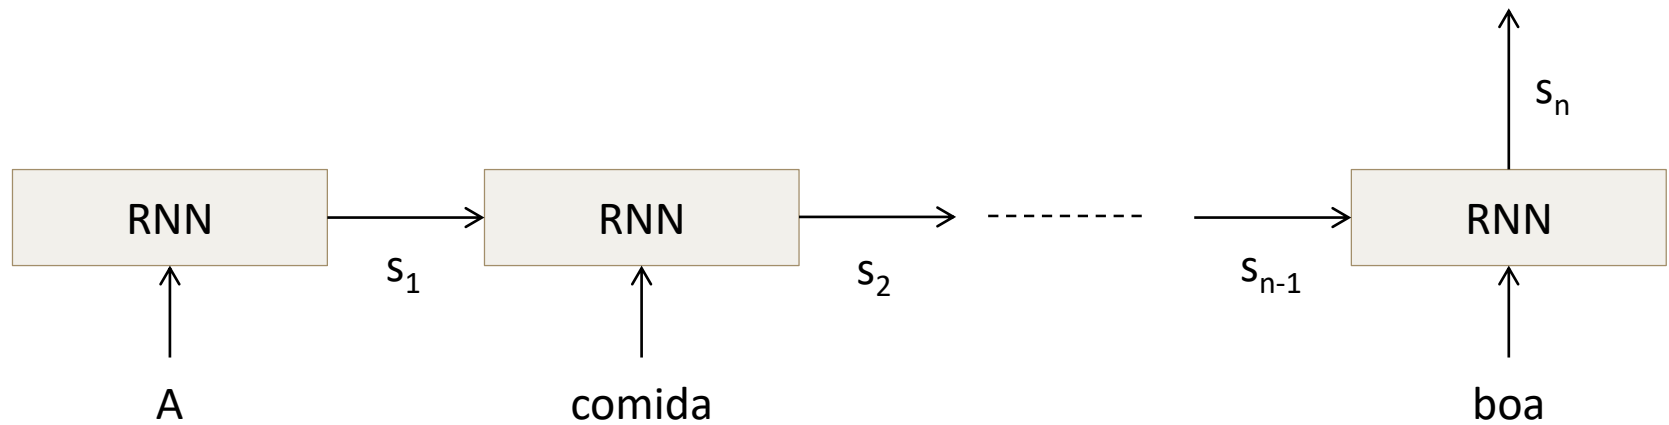 sₙ
RNN
RNN
RNN
s₁
s₂
sₙ₋₁
A
comida
boa